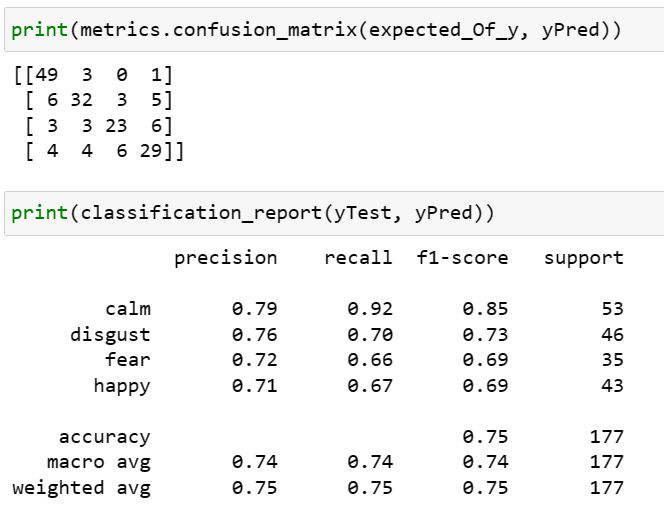 print(metrics.confusion_matrix(expected_Of_y, yPred))
[[49  3  0  1]
 [ 6 32  3  5]
 [ 3  3 23  6]
 [ 4  4  6 29]]
print(classification_report(yTest, yPred))
precision    recall  f1-score   support
calm       0.79      0.92      0.85        53
disgust       0.76      0.70      0.73        46
fear       0.72      0.66      0.69        35
happy       0.71      0.67      0.69        43
accuracy                           0.75       177
macro avg       0.74      0.74      0.74       177
weighted avg       0.75      0.75      0.75       177